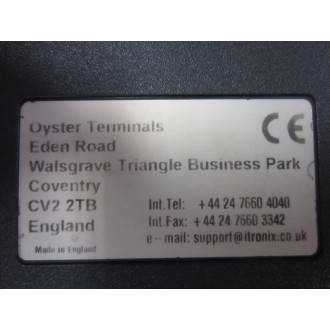 Oyster Terminals
Eden Road
Walsgrave Triangle Business Park
Coventry
CV2 2TB
England
Made in England
CE
Int.Tel: +44 24 7660 4040
Int.Fax: +44 24 7660 3342
e-mail: support@itronix.co.uk